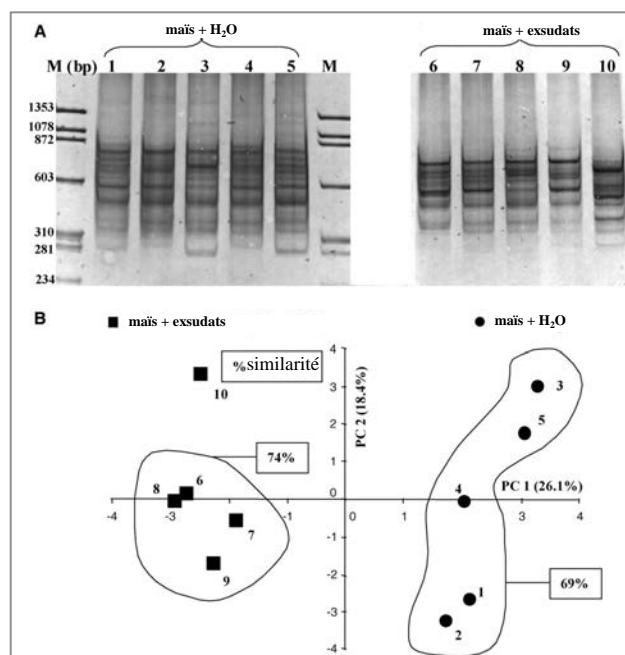 A
maïs + H₂O
maïs + exsudats
M (bp) 1 2 3 4 5 M 6 7 8 9 10
1353
1078
872
603
310
281
234
B
maïs + exsudats
maïs + H₂O
%similarité
PC 2 (18.4%)
4
3
2
1
0
-1
-2
-3
-4
-4 -3 -1 1 3 4
PC 1 (26.1%)
10
74%
8 6
7
9
3
5
4
1
2
69%